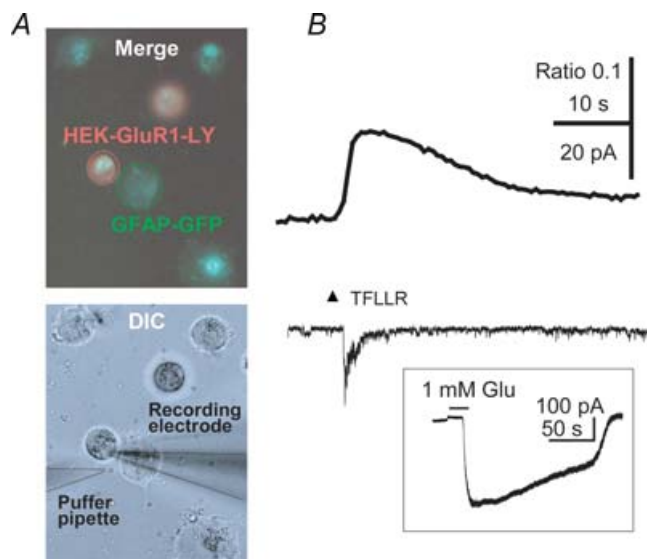 A
Merge
HEK-GluR1-LY
GFAP-GFP
DIC
Recording
electrode
Puffer
pipette
B
Ratio 0.1
10 s
20 pA
▲ TFLLR
1 mM Glu
100 pA
50 s